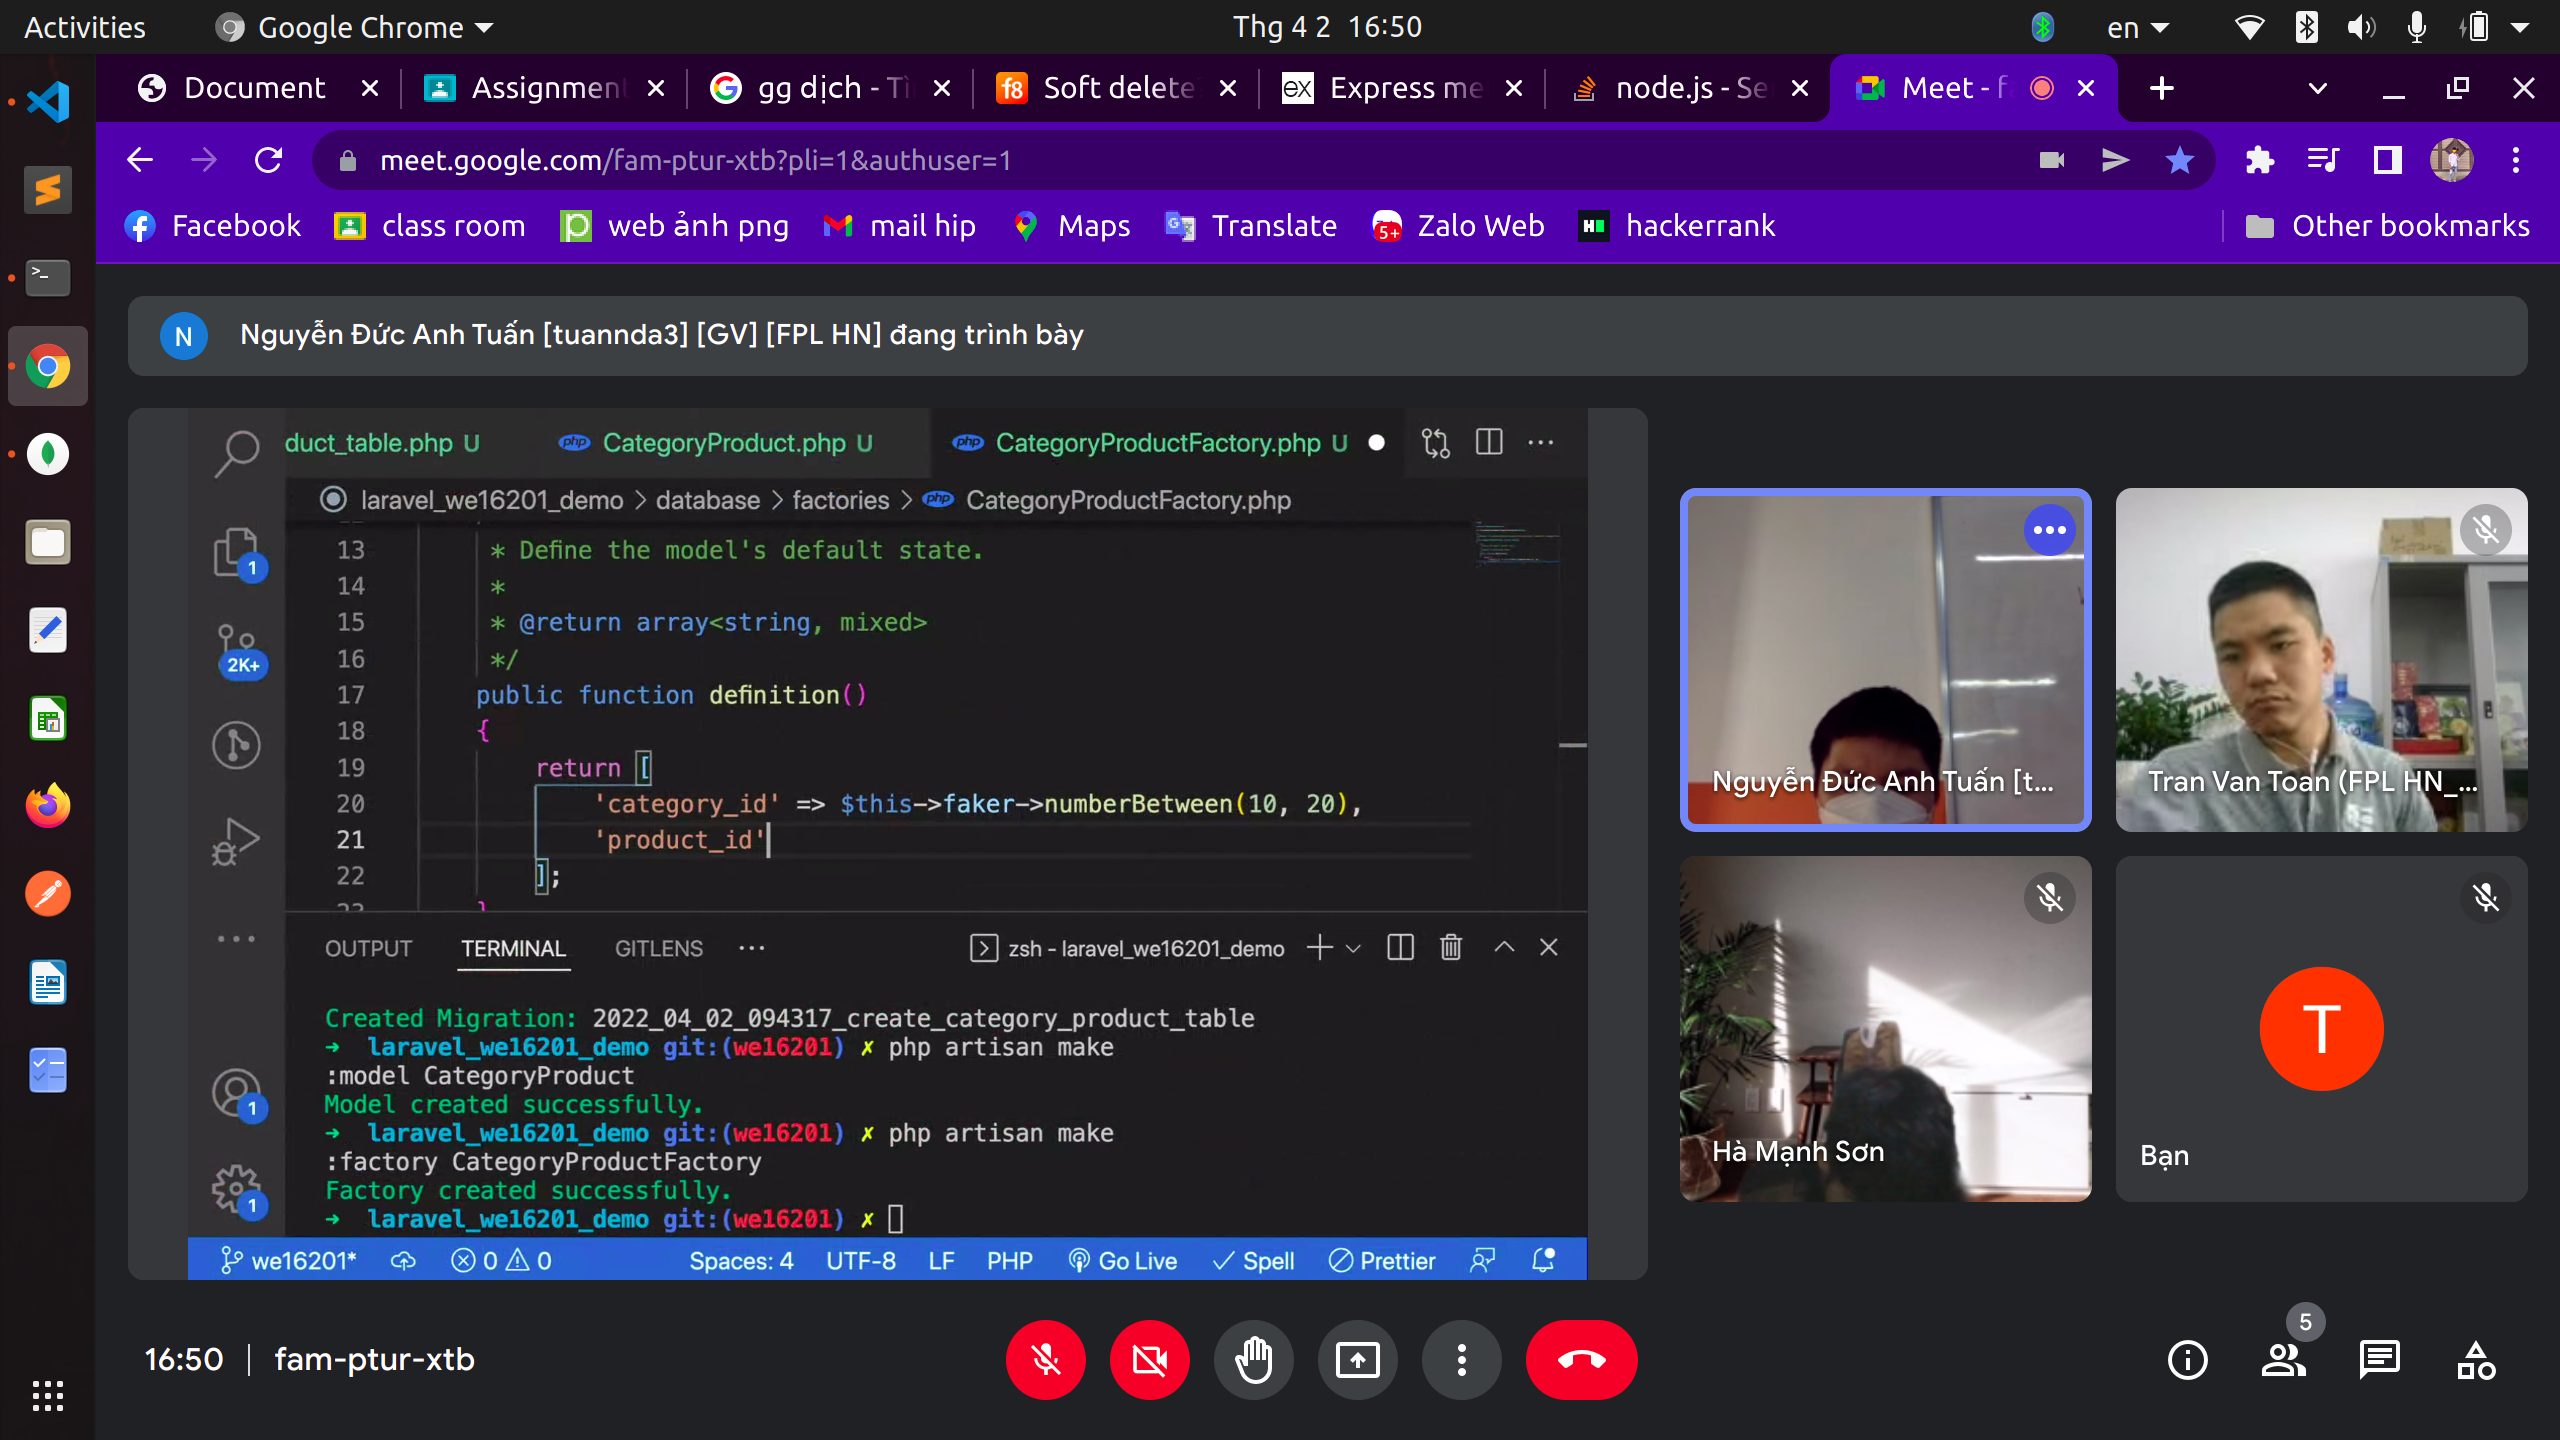 Activities
Google Chrome
Thg 4 2 16:50
en
Document
Assignment
gg dịch - Tì
Soft delete
Express me
node.js - Se
Meet - f
meet.google.com/fam-ptur-xtb?pli=1&authuser=1
Facebook
class room
web ảnh png
mail hip
Maps
Translate
Zalo Web
hackerrank
Other bookmarks
N
Nguyễn Đức Anh Tuấn [tuannda3] [GV] [FPL HN] đang trình bày
duct_table.php U
php CategoryProduct.php U
php CategoryProductFactory.php U
laravel_we16201_demo > database > factories > php CategoryProductFactory.php
13 * Define the model's default state.
14 *
15 * @return array<string, mixed>
16 */
17 public function definition()
18 {
19 return [
20 'category_id' => $this->faker->numberBetween(10, 20),
21 'product_id'
22 ];
23 }
1
2K+
1
1
OUTPUT TERMINAL GITLENS
zsh - laravel_we16201_demo
Created Migration: 2022_04_02_094317_create_category_product_table
➜ laravel_we16201_demo git:(we16201) ✗ php artisan make
:model CategoryProduct
Model created successfully.
➜ laravel_we16201_demo git:(we16201) ✗ php artisan make
:factory CategoryProductFactory
Factory created successfully.
➜ laravel_we16201_demo git:(we16201) ✗
we16201* 0 0 Spaces: 4 UTF-8 LF PHP Go Live Spell Prettier
Nguyễn Đức Anh Tuấn [t...
Tran Van Toan (FPL HN_...
Hà Mạnh Sơn
T
Bạn
16:50 | fam-ptur-xtb
5